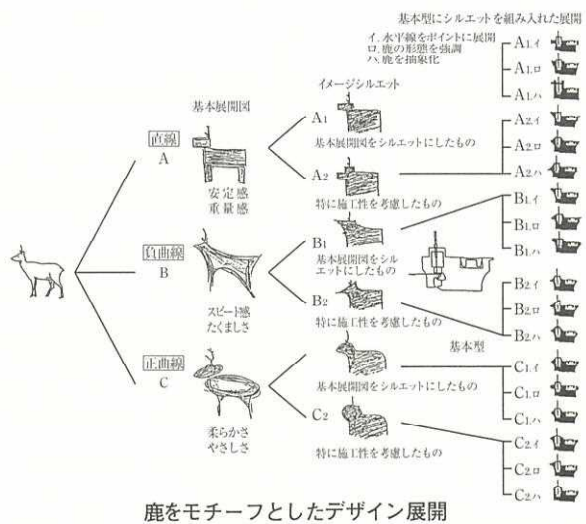 基本型にシルエットを組み入れた展開
イ. 水平線をポイントに展開
ロ. 鹿の形態を強調
ハ. 鹿を抽象化
基本展開図
イメージシルエット
直線
A
安定感
重量感
A1
基本展開図をシルエットにしたもの
A2
特に施工性を考慮したもの
負曲線
B
スピート感
たくましさ
B1
基本展開図をシル
エットにしたもの
B2
特に施工性を考慮したもの
基本型
正曲線
C
柔らかさ
やさしさ
基本展開図をシルエットにしたもの
C2
特に施工性を考慮したもの
A1.イ
A1.ロ
A1.ハ
A2.イ
A2.ロ
A2.ハ
B1.イ
B1.ロ
B1.ハ
B2.イ
B2.ロ
B2.ハ
C1.イ
C1.ロ
C1.ハ
C2.イ
C2.ロ
C2.ハ
鹿をモチーフとしたデザイン展開